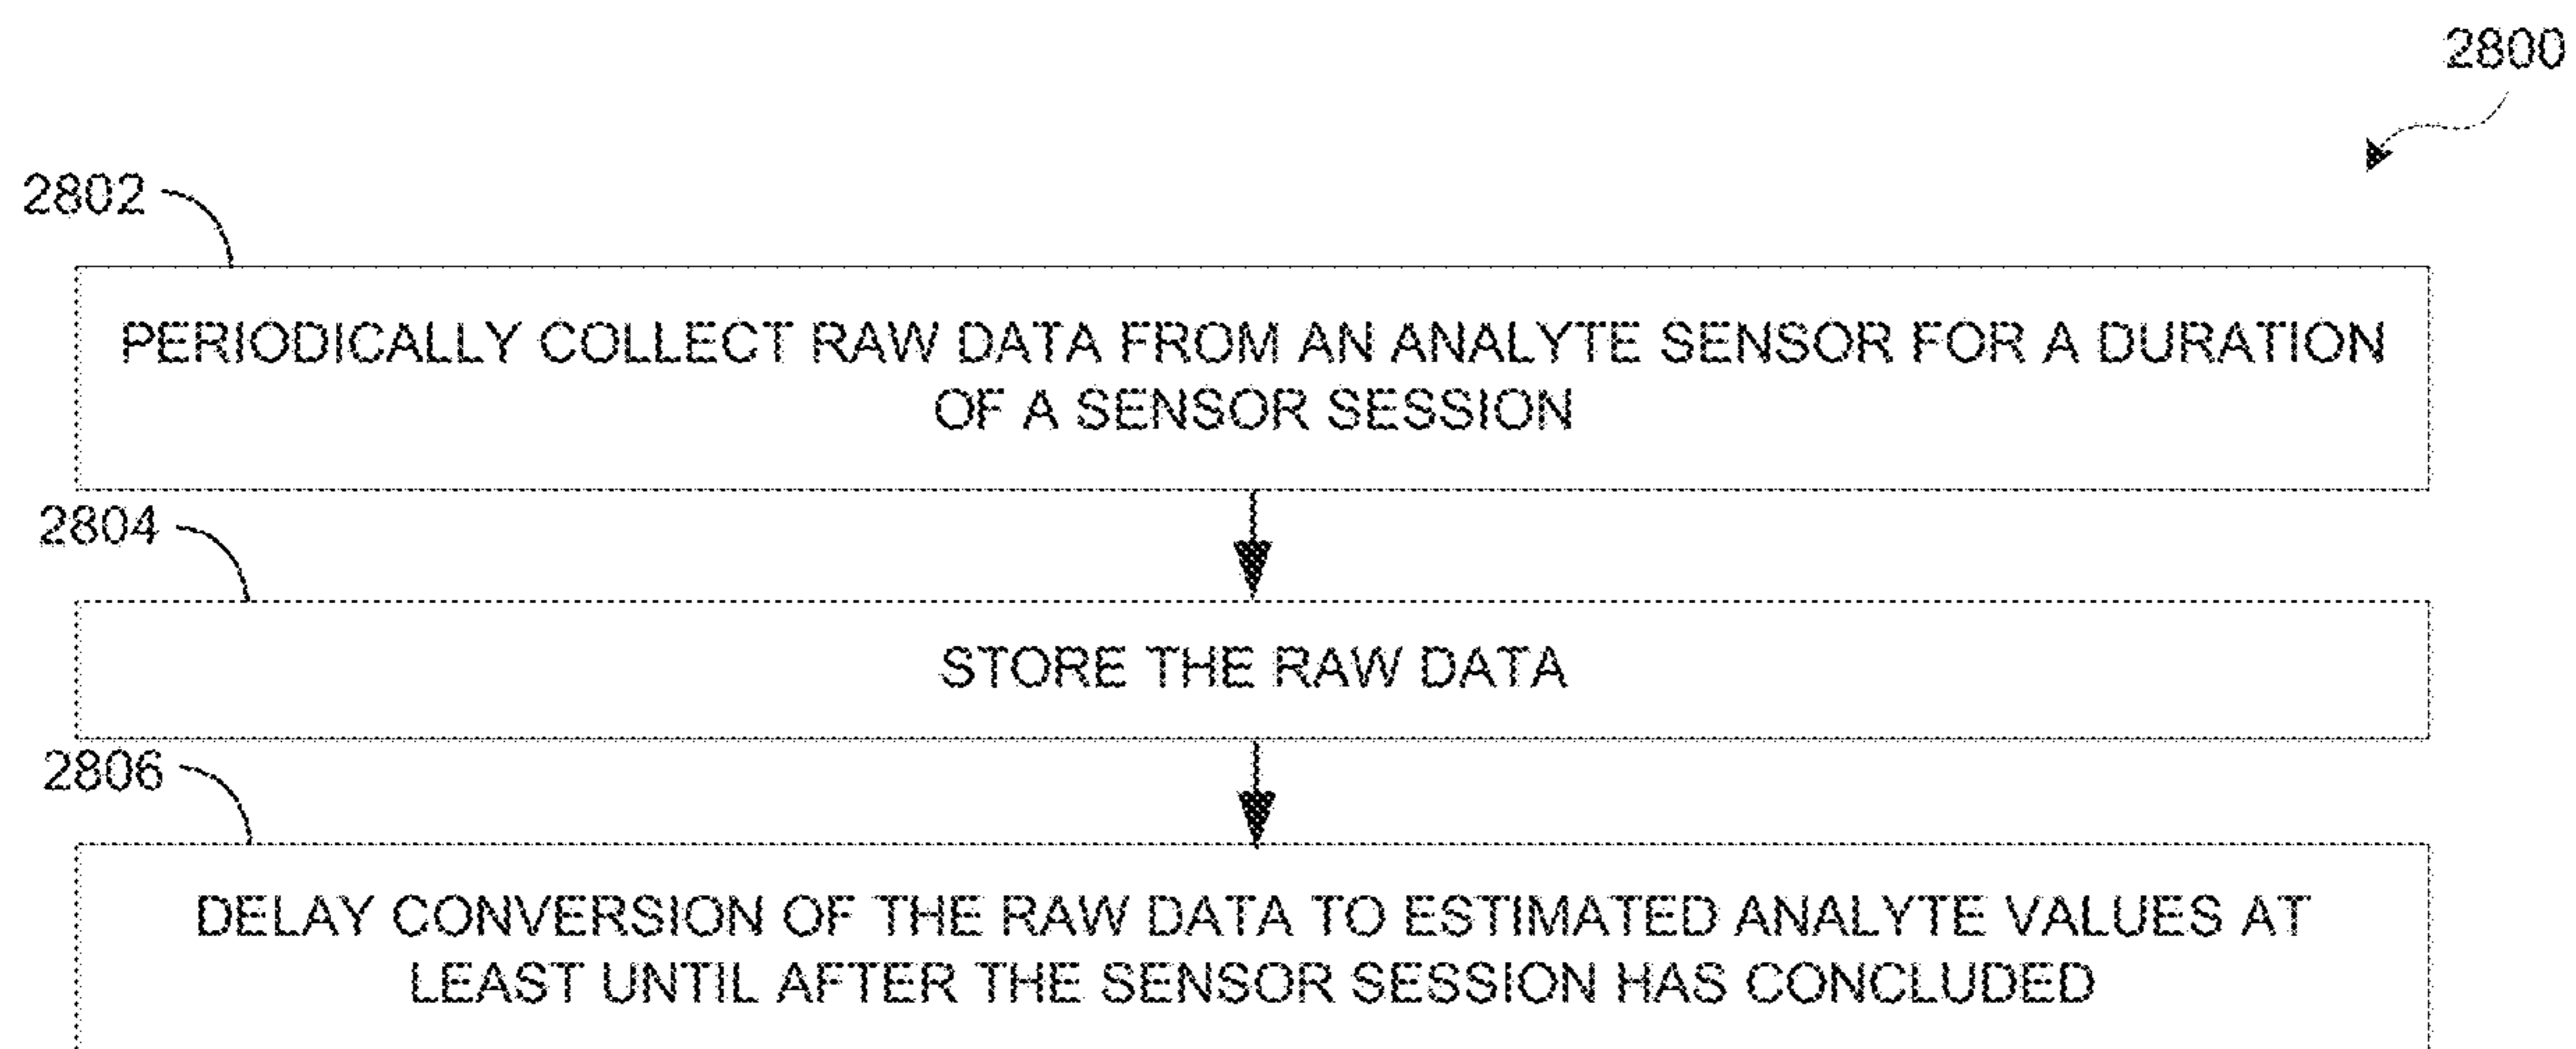 2800
2802
PERIODICALLY COLLECT RAW DATA FROM AN ANALYTE SENSOR FOR A DURATION
OF A SENSOR SESSION
2804
STORE THE RAW DATA
2806
DELAY CONVERSION OF THE RAW DATA TO ESTIMATED ANALYTE VALUES AT
LEAST UNTIL AFTER THE SENSOR SESSION HAS CONCLUDED